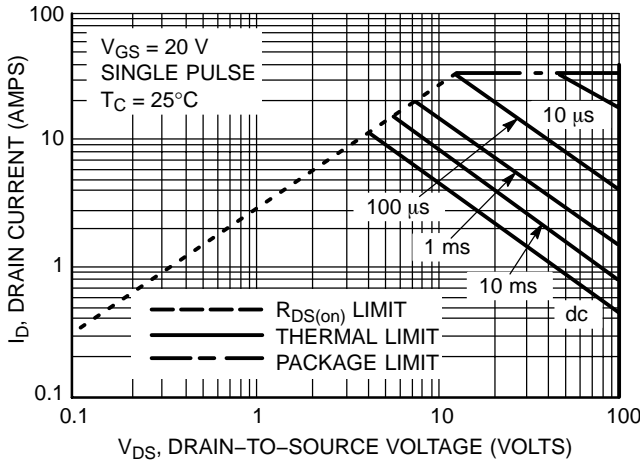 100
V_GS = 20 V
SINGLE PULSE
T_C = 25°C
10 µs
10
100 µs
1 ms
1
10 ms
dc
R_DS(on) LIMIT
THERMAL LIMIT
PACKAGE LIMIT
0.1
0.1
1
10
100
I_D, DRAIN CURRENT (AMPS)
V_DS, DRAIN−TO−SOURCE VOLTAGE (VOLTS)